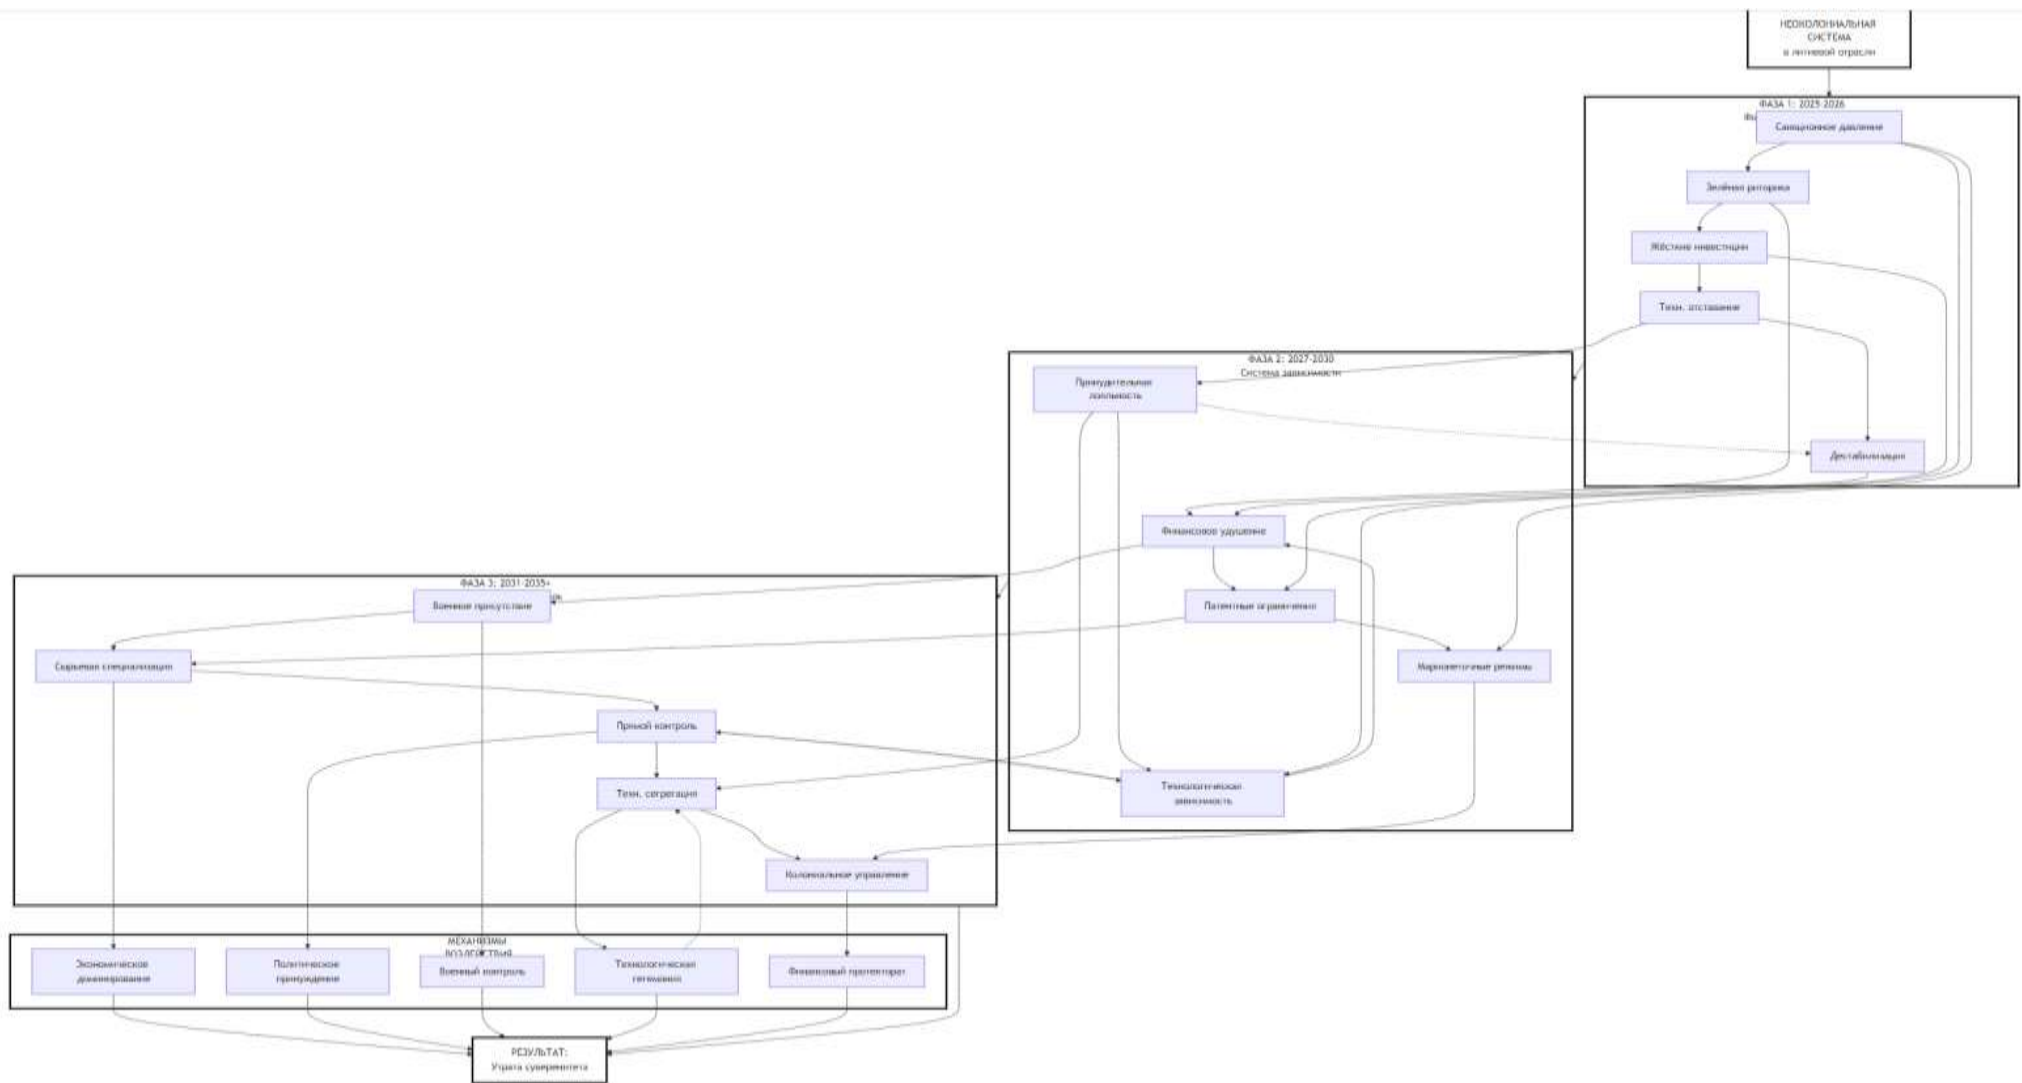 НЕОКОЛОНИАЛЬНАЯ
СИСТЕМА
в литиевой отрасли
ФАЗА 1: 2025-2026
Санкционное давление
Зелёная риторика
Жёсткие инвестиции
Техн. отставание
Дестабилизация
ФАЗА 2: 2027-2030
Система зависимости
Принудительная
лояльность
Финансовое удушение
Патентные ограничения
Марионеточные режимы
Технологическая
зависимость
ФАЗА 3: 2031-2035+
Военное присутствие
Сырьевая специализация
Прямой контроль
Техн. сегрегация
Колониальное управление
МЕХАНИЗМЫ
ВОЗДЕЙСТВИЯ
Экономическое
доминирование
Политическое
принуждение
Военный контроль
Технологическая
гегемония
Финансовый протекторат
РЕЗУЛЬТАТ:
Утрата суверенитета